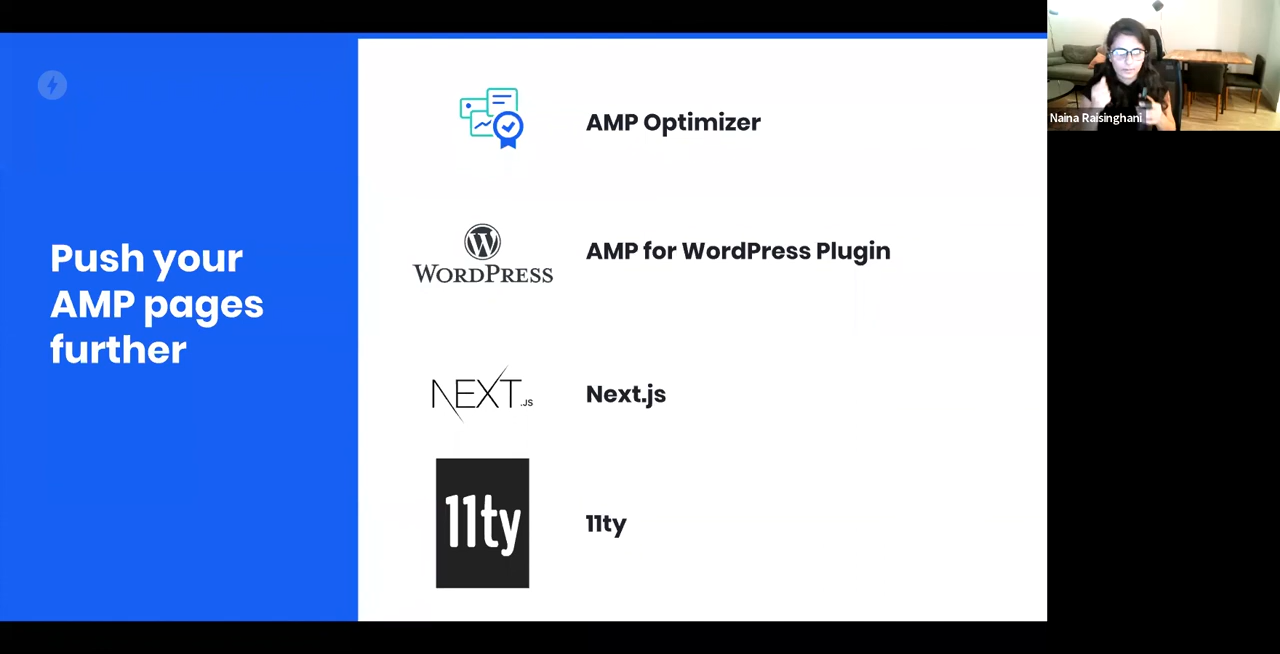 Push your
AMP pages
further
AMP Optimizer
WORDPRESS
AMP for WordPress Plugin
NEXT.JS
Next.js
11ty
11ty
Naina Raisinghani